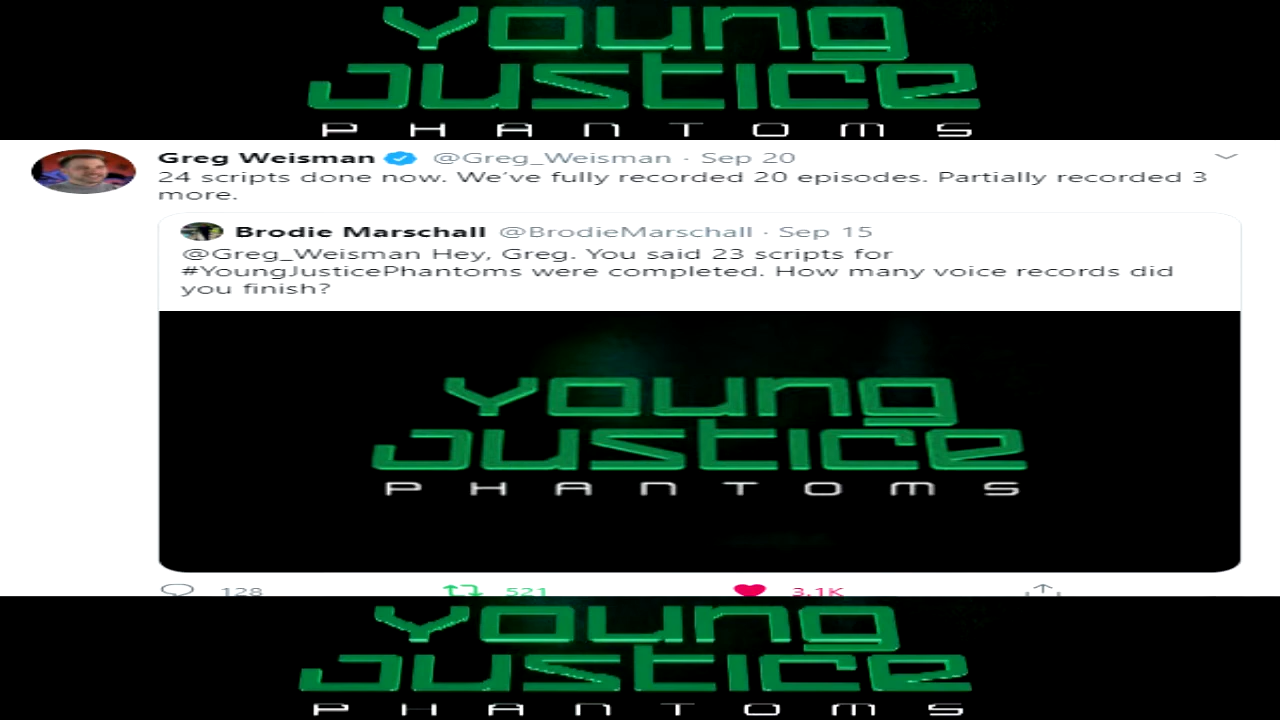 Young
Justice
PHANTOMS
Greg Weisman @Greg_Weisman · Sep 20
24 scripts done now. We've fully recorded 20 episodes. Partially recorded 3
more.
Brodie Marschall @BrodieMarschall · Sep 15
@Greg_Weisman Hey, Greg. You said 23 scripts for
#YoungJusticePhantoms were completed. How many voice records did
you finish?
Young
Justice
PHANTOMS
128 521 3.1K
Young
Justice
PHANTOMS